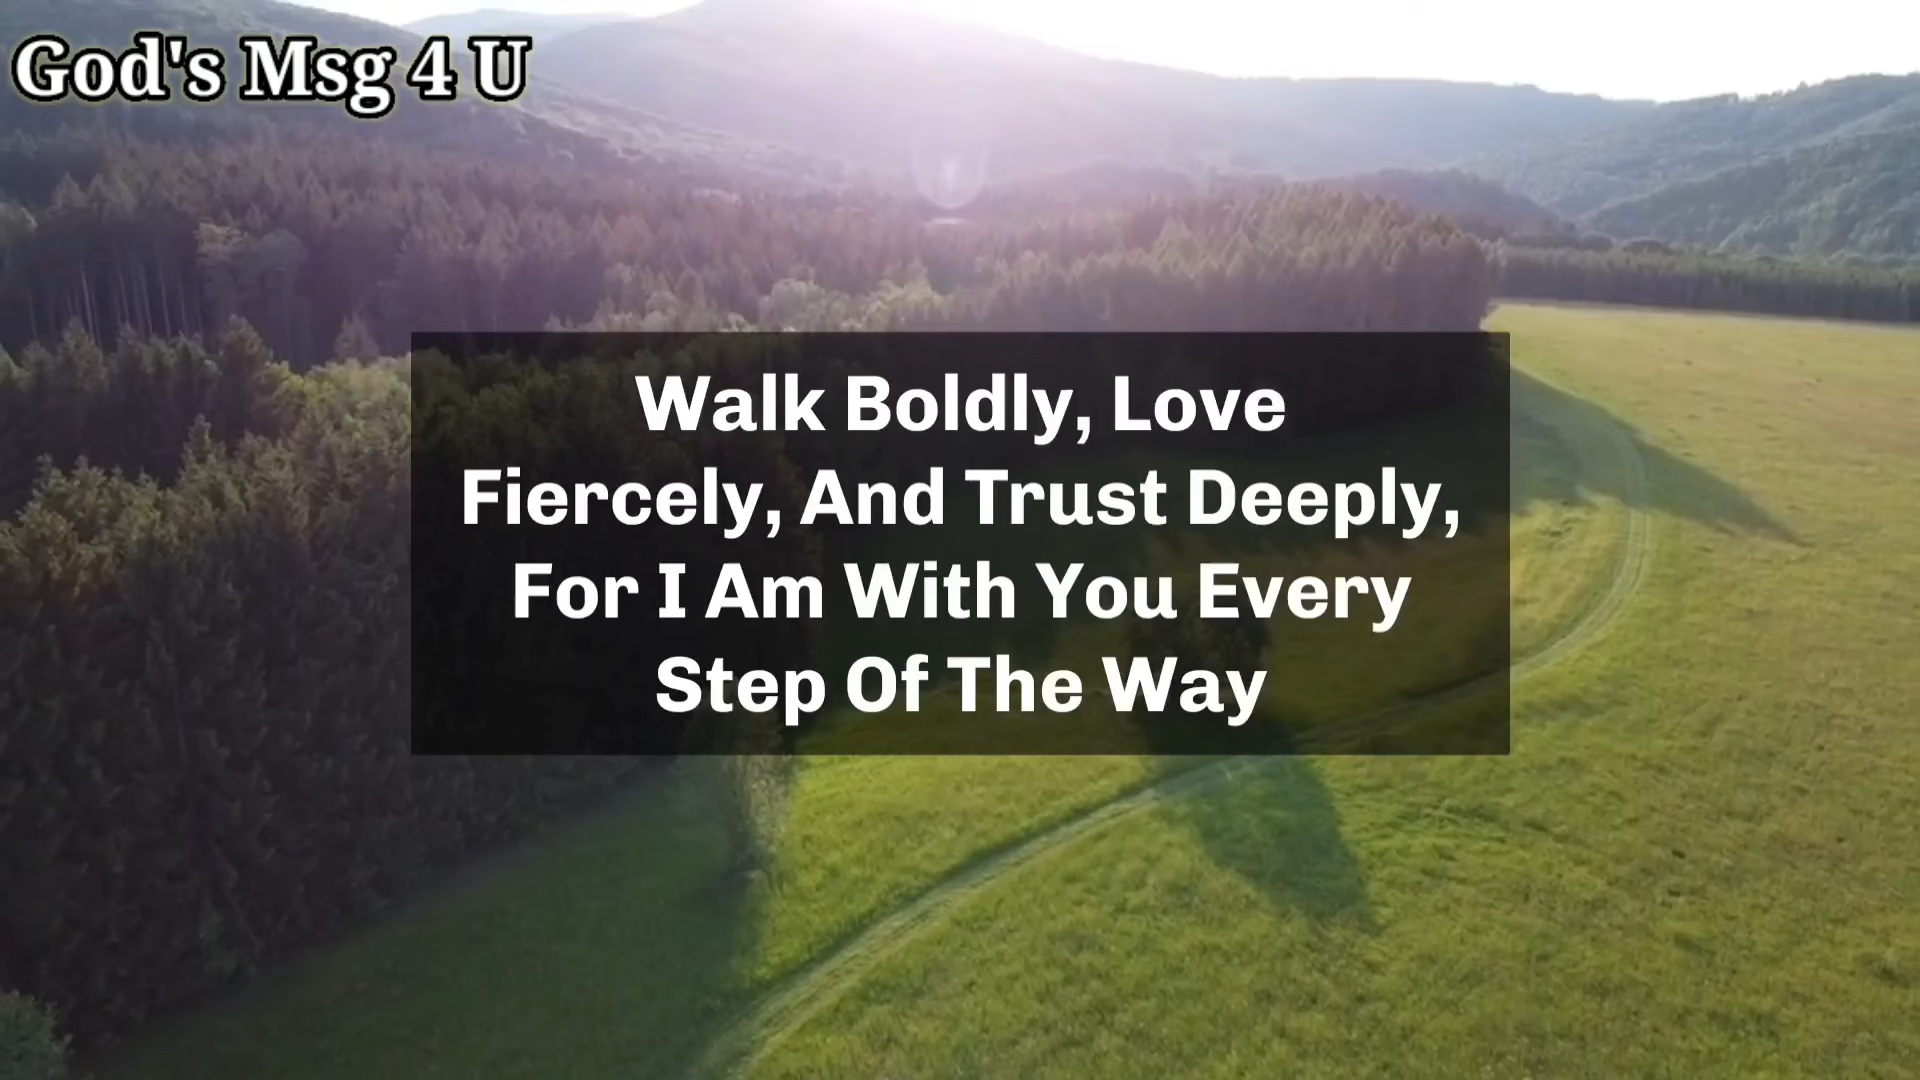 God's Msg 4 U
Walk Boldly, Love
Fiercely, And Trust Deeply,
For I Am With You Every
Step Of The Way